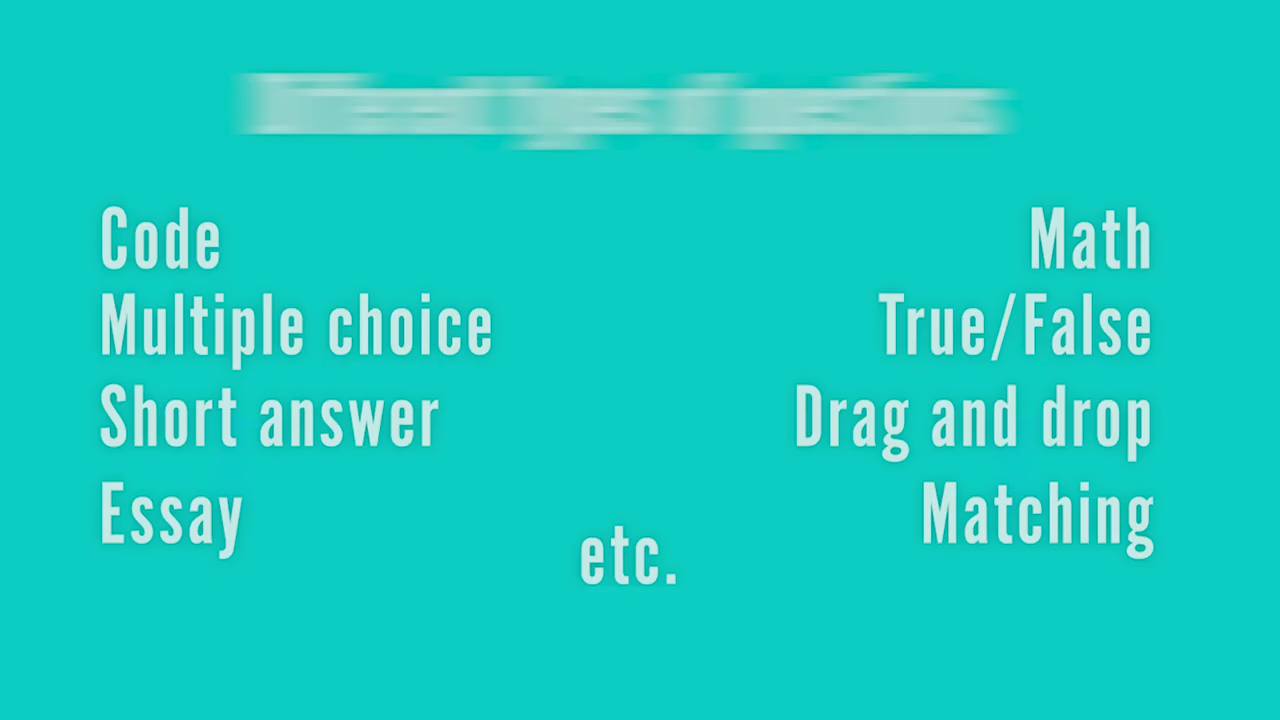 Code
Multiple choice
Short answer
Essay
Math
True/False
Drag and drop
Matching
etc.